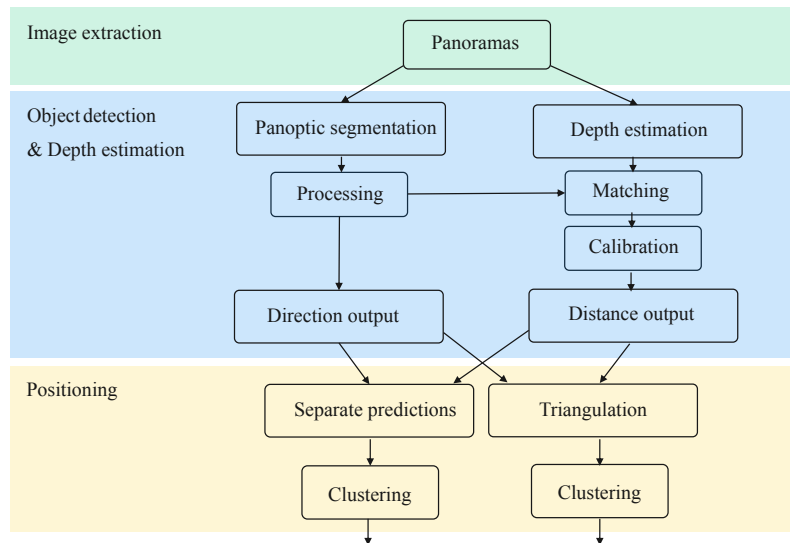 Image extraction
Panoramas
Object detection
& Depth estimation
Panoptic segmentation
Depth estimation
Processing
Matching
Calibration
Direction output
Distance output
Positioning
Separate predictions
Triangulation
Clustering
Clustering